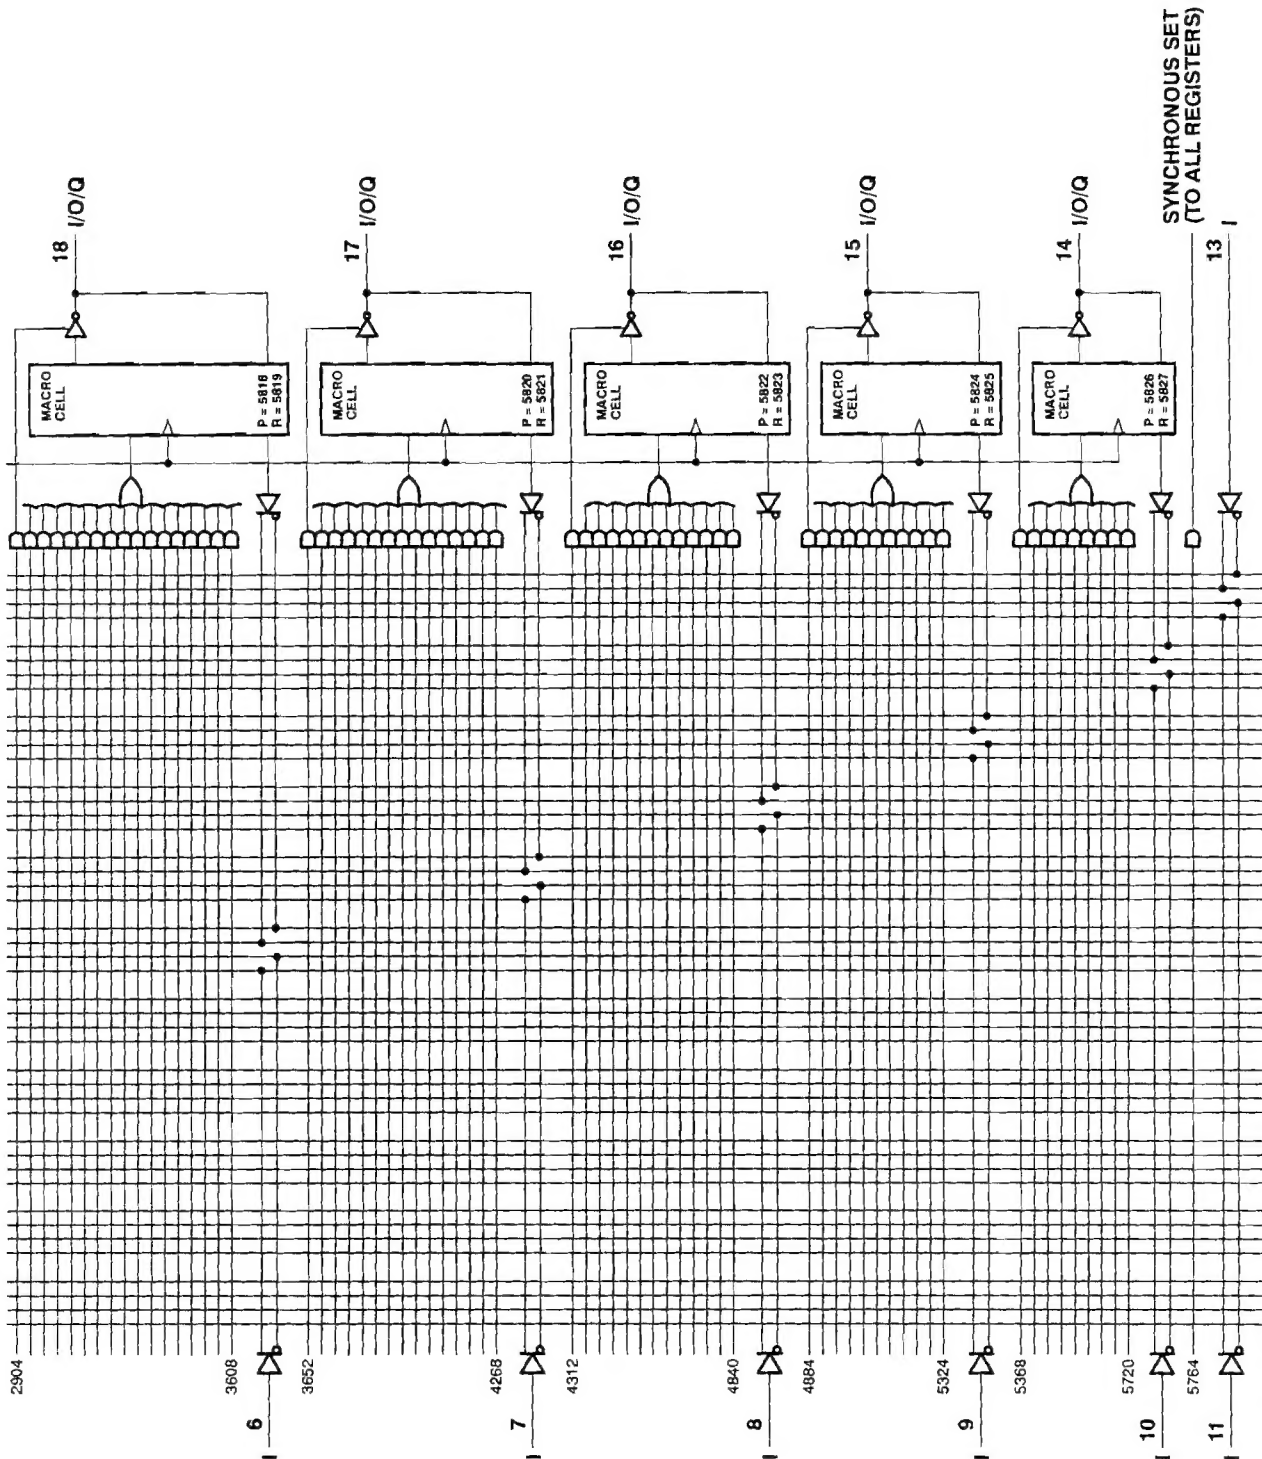 SYNCHRONOUS SET
(TO ALL REGISTERS)
18 I/O/Q
17 I/O/Q
16 I/O/Q
15 I/O/Q
14 I/O/Q
13 I
MACRO
CELL
P = 5818
R = 5819
MACRO
CELL
P = 5820
R = 5821
MACRO
CELL
P = 5822
R = 5823
MACRO
CELL
P = 5824
R = 5825
MACRO
CELL
P = 5826
R = 5827
2904
3608
3652
4268
4312
4840
4884
5324
5368
5720
5764
I 6
I 7
I 8
I 9
I 10
I 11